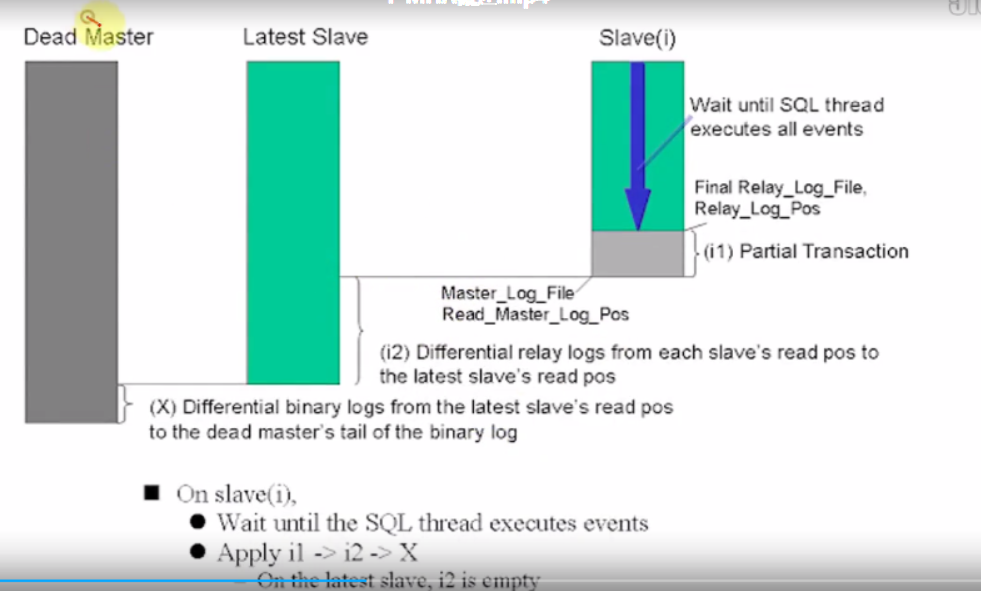 Dead Master
Latest Slave
Slave(i)
Wait until SQL thread
executes all events
Final Relay_Log_File,
Relay_Log_Pos
(i1) Partial Transaction
Master_Log_File
Read_Master_Log_Pos
(i2) Differential relay logs from each slave's read pos to
the latest slave's read pos
(X) Differential binary logs from the latest slave's read pos
to the dead master's tail of the binary log
■ On slave(i),
● Wait until the SQL thread executes events
● Apply i1 -> i2 -> X
– On the latest slave, i2 is empty